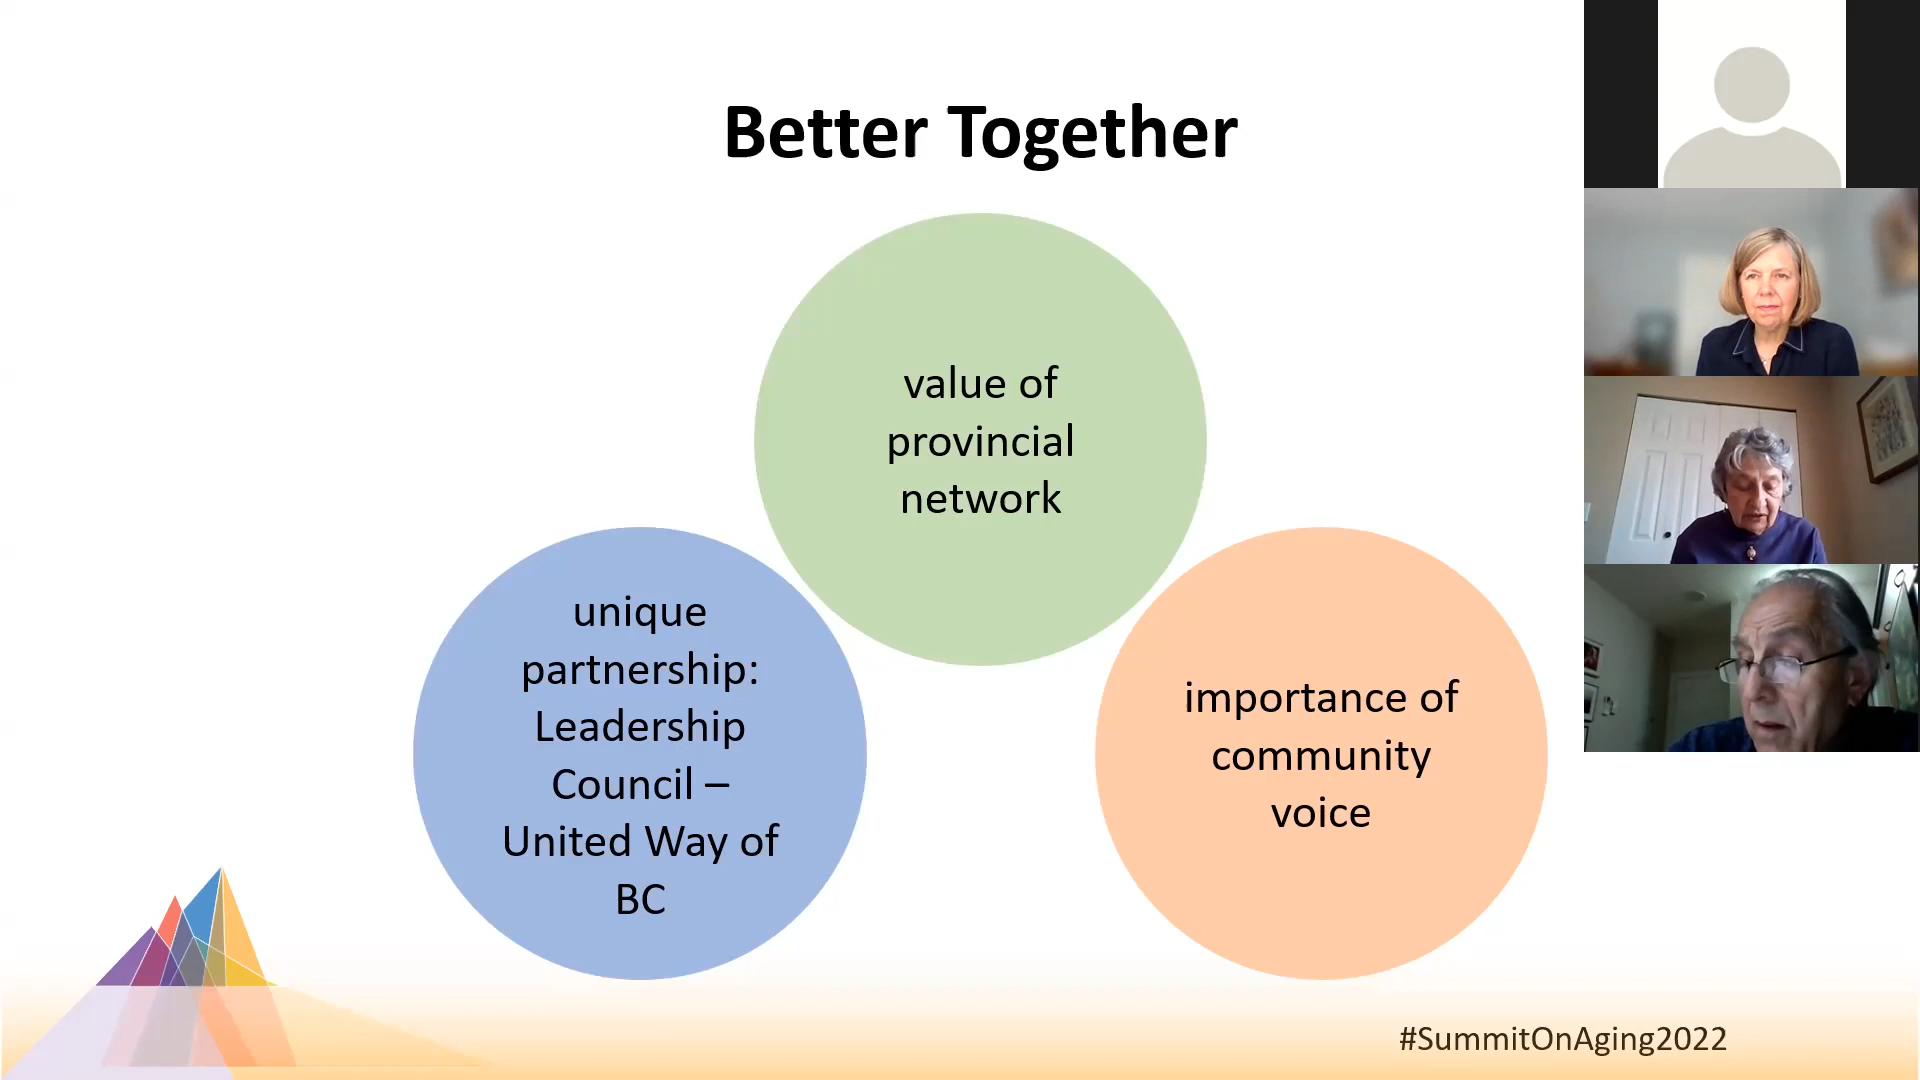 Better Together
value of
provincial
network
unique
partnership:
Leadership
Council –
United Way of
BC
importance of
community
voice
#SummitOnAging2022